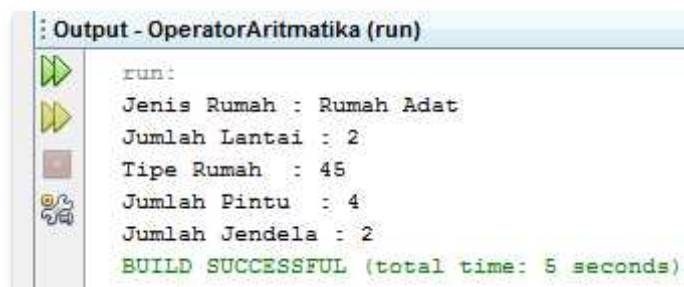 Output - OperatorAritmatika (run)
run:
Jenis Rumah : Rumah Adat
Jumlah Lantai : 2
Tipe Rumah  : 45
Jumlah Pintu  : 4
Jumlah Jendela : 2
BUILD SUCCESSFUL (total time: 5 seconds)